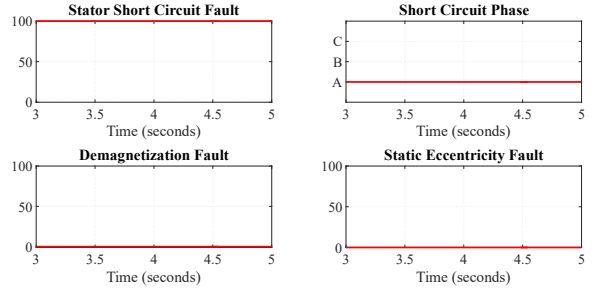 Stator Short Circuit Fault
100
50
0
3 3.5 4 4.5 5
Time (seconds)
Short Circuit Phase
C
B
A
3 3.5 4 4.5 5
Time (seconds)
Demagnetization Fault
100
50
0
3 3.5 4 4.5 5
Time (seconds)
Static Eccentricity Fault
100
50
0
3 3.5 4 4.5 5
Time (seconds)